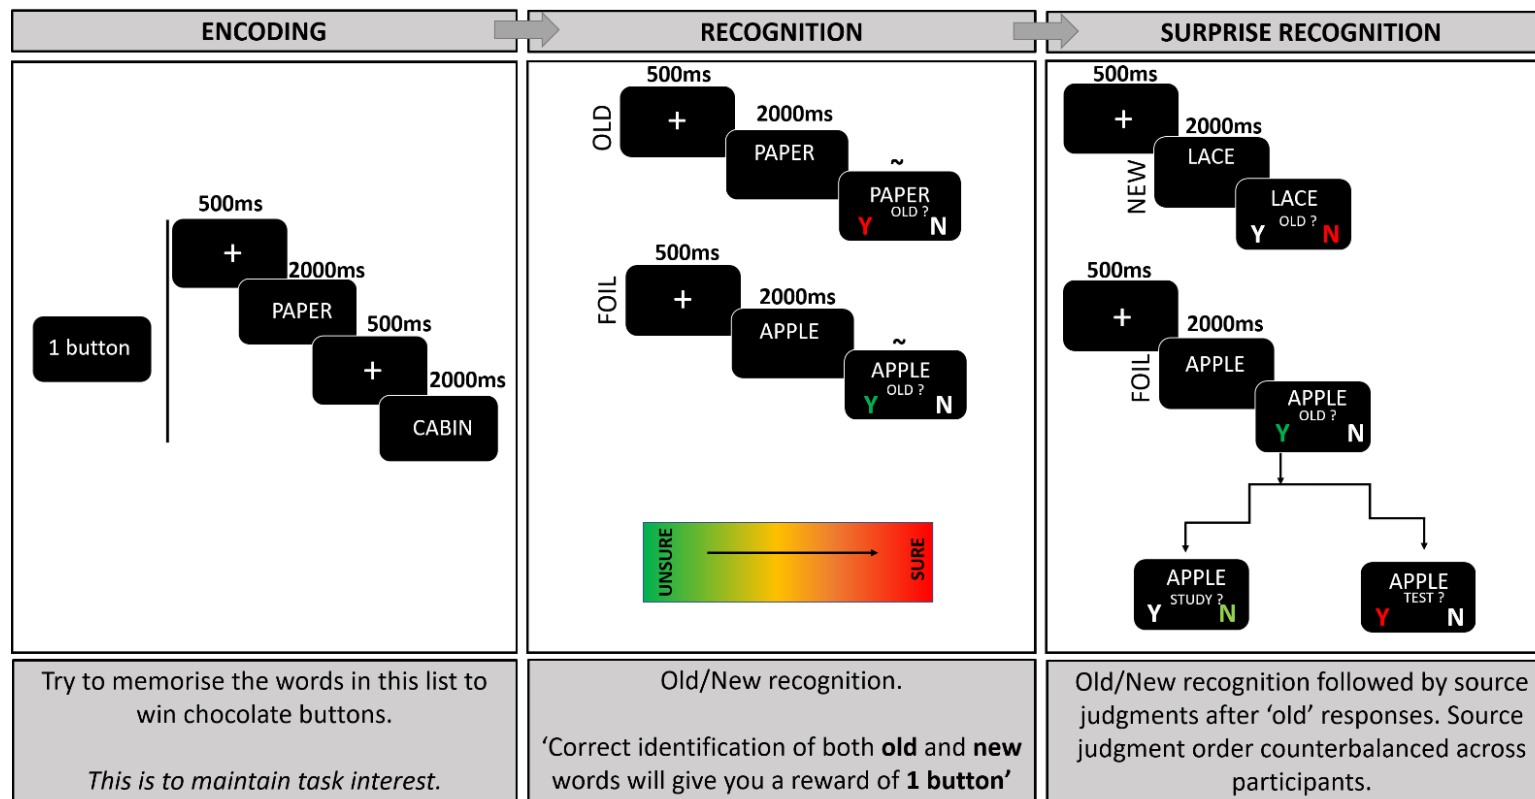 ENCODING
RECOGNITION
SURPRISE RECOGNITION
1 button
500ms
+
2000ms
PAPER
500ms
+
2000ms
CABIN
OLD
500ms
+
2000ms
PAPER
~
PAPER
OLD ?
Y N
FOIL
500ms
+
2000ms
APPLE
~
APPLE
OLD ?
Y N
UNSURE
SURE
500ms
+
NEW
2000ms
LACE
LACE
OLD ?
Y N
500ms
+
FOIL
2000ms
APPLE
APPLE
OLD ?
Y N
APPLE
STUDY ?
Y N
APPLE
TEST ?
Y N
Try to memorise the words in this list to
win chocolate buttons.
This is to maintain task interest.
Old/New recognition.
‘Correct identification of both old and new
words will give you a reward of 1 button’
Old/New recognition followed by source
judgments after ‘old’ responses. Source
judgment order counterbalanced across
participants.